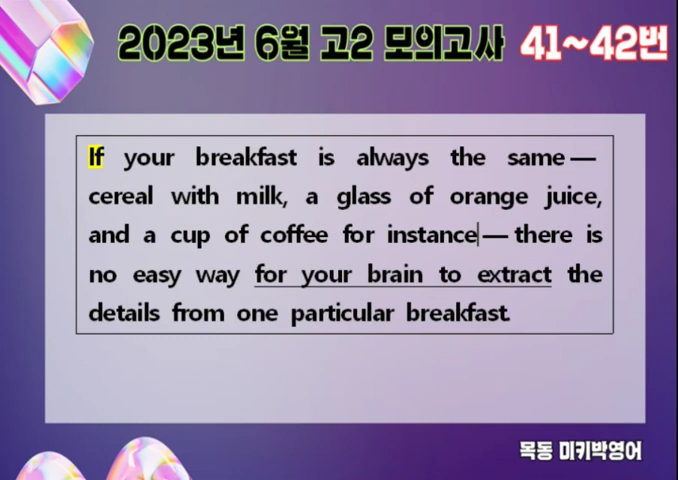 2023년 6월 고2 모의고사 41~42번
If your breakfast is always the same—
cereal with milk, a glass of orange juice,
and a cup of coffee for instance— there is
no easy way for your brain to extract the
details from one particular breakfast.
목동 미키박영어